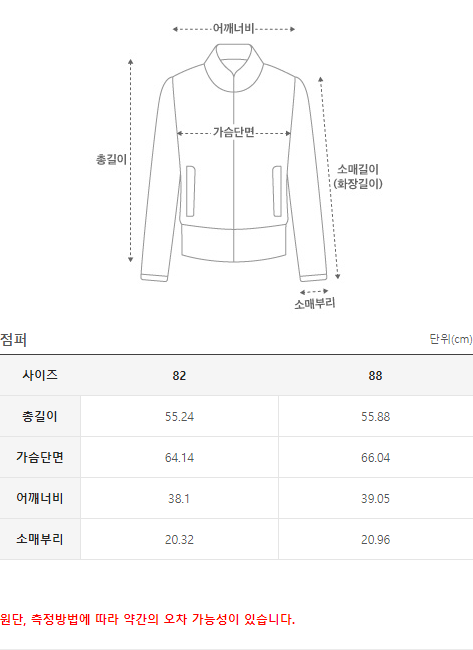 어깨너비
총길이
가슴단면
소매길이
(화장길이)
소매부리
점퍼 단위(cm)
사이즈 82 88
총길이 55.24 55.88
가슴단면 64.14 66.04
어깨너비 38.1 39.05
소매부리 20.32 20.96
원단, 측정방법에 따라 약간의 오차 가능성이 있습니다.